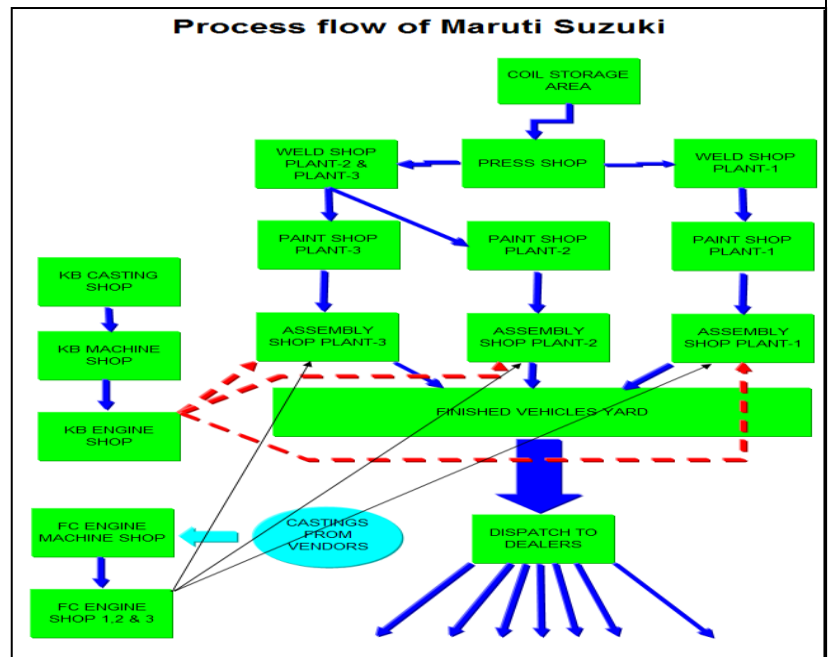 Process flow of Maruti Suzuki
COIL STORAGE
AREA
WELD SHOP
PLANT-2 &
PLANT-3
PRESS SHOP
WELD SHOP
PLANT-1
PAINT SHOP
PLANT-3
PAINT SHOP
PLANT-2
PAINT SHOP
PLANT-1
KB CASTING
SHOP
KB MACHINE
SHOP
ASSEMBLY
SHOP PLANT-3
ASSEMBLY
SHOP PLANT-2
ASSEMBLY
SHOP PLANT-1
KB ENGINE
SHOP
FINISHED VEHICLES YARD
FC ENGINE
MACHINE SHOP
CASTINGS
FROM
VENDORS
DISPATCH TO
DEALERS
FC ENGINE
SHOP 1,2 & 3